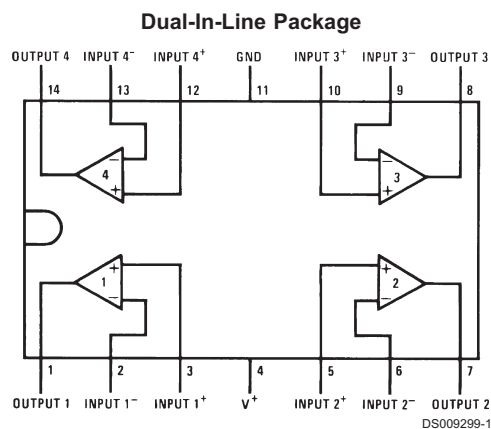 Dual-In-Line Package
OUTPUT 4 INPUT 4⁻ INPUT 4⁺ GND INPUT 3⁺ INPUT 3⁻ OUTPUT 3
14 13 12 11 10 9 8
− −
4 3
+ +
+ +
1 2
− −
1 2 3 4 5 6 7
OUTPUT 1 INPUT 1⁻ INPUT 1⁺ V⁺ INPUT 2⁺ INPUT 2⁻ OUTPUT 2
DS009299-1